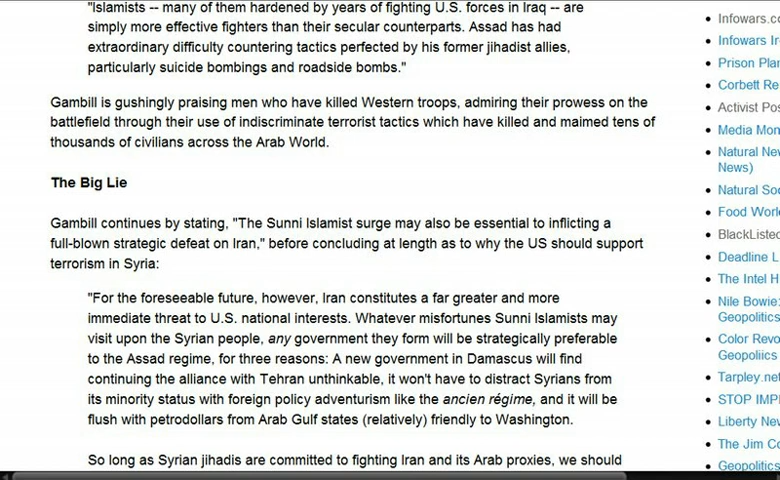 "Islamists -- many of them hardened by years of fighting U.S. forces in Iraq -- are
simply more effective fighters than their secular counterparts. Assad has had
extraordinary difficulty countering tactics perfected by his former jihadist allies,
particularly suicide bombings and roadside bombs."
Gambill is gushingly praising men who have killed Western troops, admiring their prowess on the
battlefield through their use of indiscriminate terrorist tactics which have killed and maimed tens of
thousands of civilians across the Arab World.
The Big Lie
Gambill continues by stating, "The Sunni Islamist surge may also be essential to inflicting a
full-blown strategic defeat on Iran," before concluding at length as to why the US should support
terrorism in Syria:
"For the foreseeable future, however, Iran constitutes a far greater and more
immediate threat to U.S. national interests. Whatever misfortunes Sunni Islamists may
visit upon the Syrian people, any government they form will be strategically preferable
to the Assad regime, for three reasons: A new government in Damascus will find
continuing the alliance with Tehran unthinkable, it won't have to distract Syrians from
its minority status with foreign policy adventurism like the ancien régime, and it will be
flush with petrodollars from Arab Gulf states (relatively) friendly to Washington.
So long as Syrian jihadis are committed to fighting Iran and its Arab proxies, we should
Infowars.co
Infowars Ir
Prison Plan
Corbett Re
Activist Pos
Media Mon
Natural Nev
News)
Natural Soc
Food Worl
BlackListed
Deadline L
The Intel H
Nile Bowie:
Geopolitics
Color Revo
Geopoliics
Tarpley.net
STOP IMPI
Liberty Nev
The Jim Co
Geopolitics